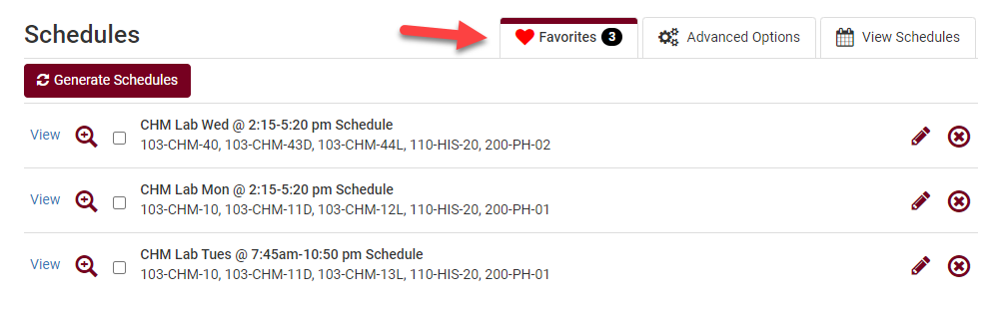 Schedules
Favorites 3
Advanced Options
View Schedules
Generate Schedules
View
CHM Lab Wed @ 2:15-5:20 pm Schedule
103-CHM-40, 103-CHM-43D, 103-CHM-44L, 110-HIS-20, 200-PH-02
View
CHM Lab Mon @ 2:15-5:20 pm Schedule
103-CHM-10, 103-CHM-11D, 103-CHM-12L, 110-HIS-20, 200-PH-01
View
CHM Lab Tues @ 7:45am-10:50 pm Schedule
103-CHM-10, 103-CHM-11D, 103-CHM-13L, 110-HIS-20, 200-PH-01